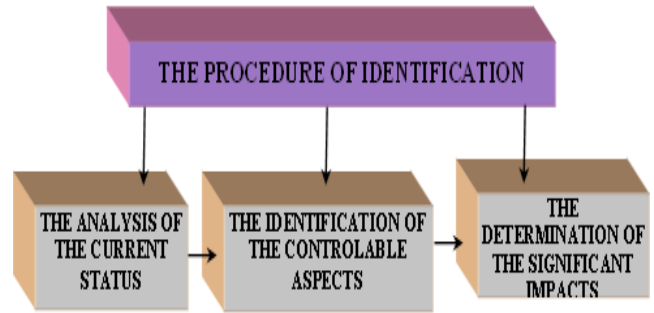 THE PROCEDURE OF IDENTIFICATION
THE ANALYSIS OF
THE CURRENT
STATUS
THE IDENTIFICATION OF
THE CONTROLABLE
ASPECTS
THE
DETERMINATION OF
THE SIGNIFICANT
IMPACTS